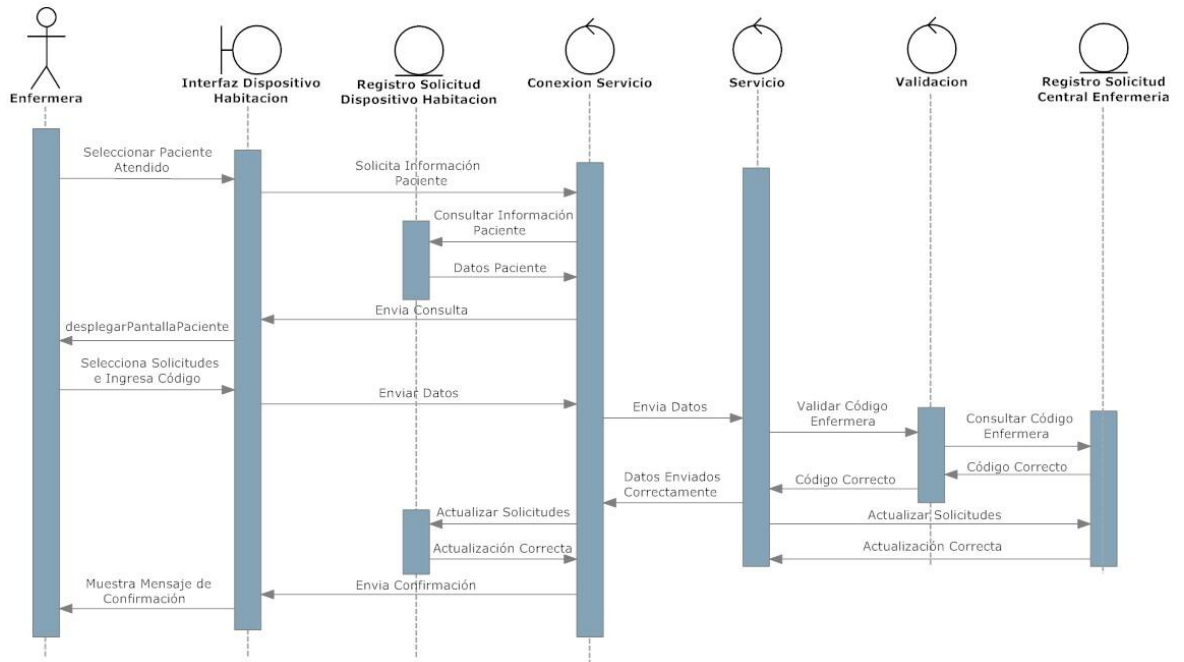 Enfermera
Interfaz Dispositivo
Habitacion
Registro Solicitud
Dispositivo Habitacion
Conexion Servicio
Servicio
Validacion
Registro Solicitud
Central Enfermeria
Seleccionar Paciente
Atendido
Solicita Información
Paciente
Consultar Información
Paciente
Datos Paciente
Envia Consulta
desplegarPantallaPaciente
Selecciona Solicitudes
e Ingresa Código
Enviar Datos
Envia Datos
Validar Código
Enfermera
Consultar Código
Enfermera
Código Correcto
Código Correcto
Datos Enviados
Correctamente
Actualizar Solicitudes
Actualizar Solicitudes
Actualización Correcta
Actualización Correcta
Envia Confirmación
Muestra Mensaje de
Confirmación